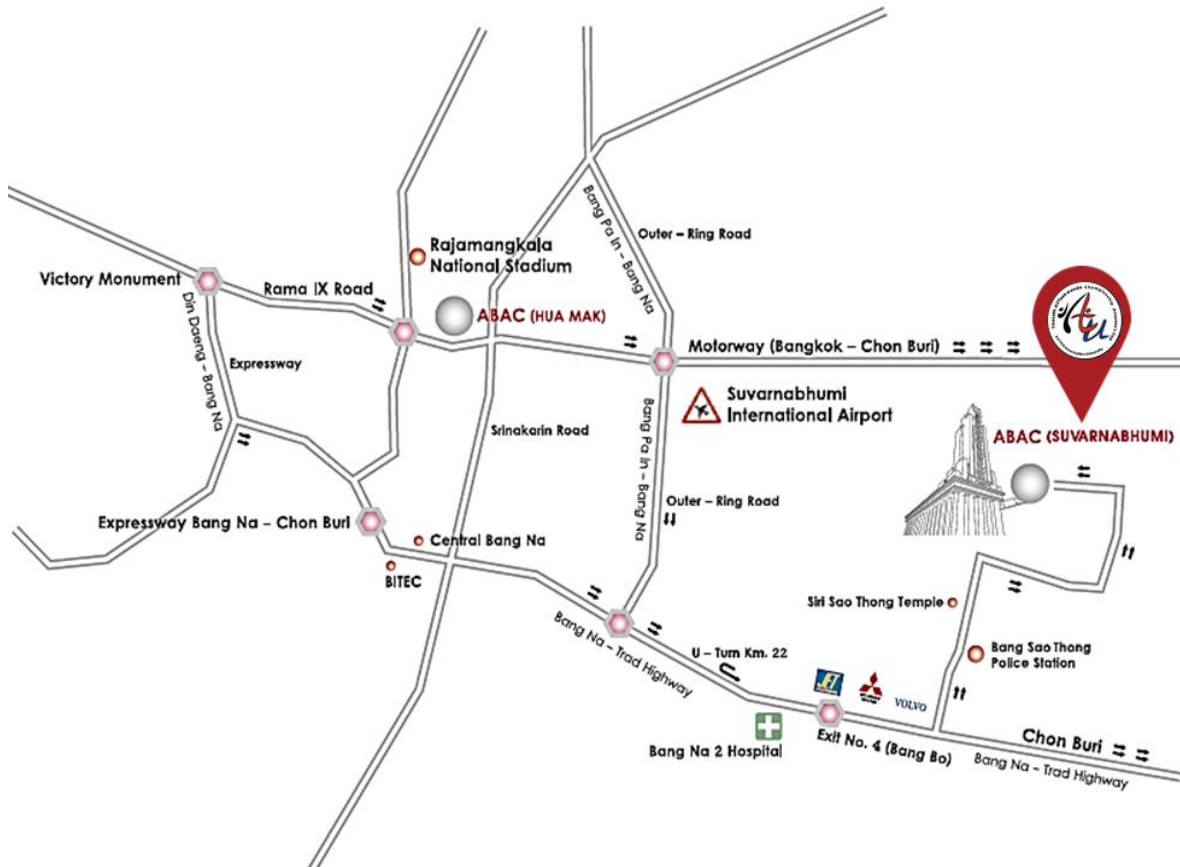 Bang Pa In – Bang Na
Outer – Ring Road
Rajamangkala
National Stadium
Victory Monument
Rama IX Road
ABAC (HUA MAK)
Din Daeng – Bang Na
Expressway
Motorway (Bangkok – Chon Buri)
Suvarnabhumi
International Airport
Bang Pa In – Bang Na
Srinakarin Road
AU
ABAC (SUVARNABHUMI)
Outer – Ring Road
Expressway Bang Na – Chon Buri
Central Bang Na
BITEC
Siri Sao Thong Temple
Bang Na – Trad Highway
U – Turn Km. 22
Bang Sao Thong
Police Station
JET
VOLVO
Bang Na 2 Hospital
Exit No. 4 (Bang Bo)
Chon Buri
Bang Na – Trad Highway